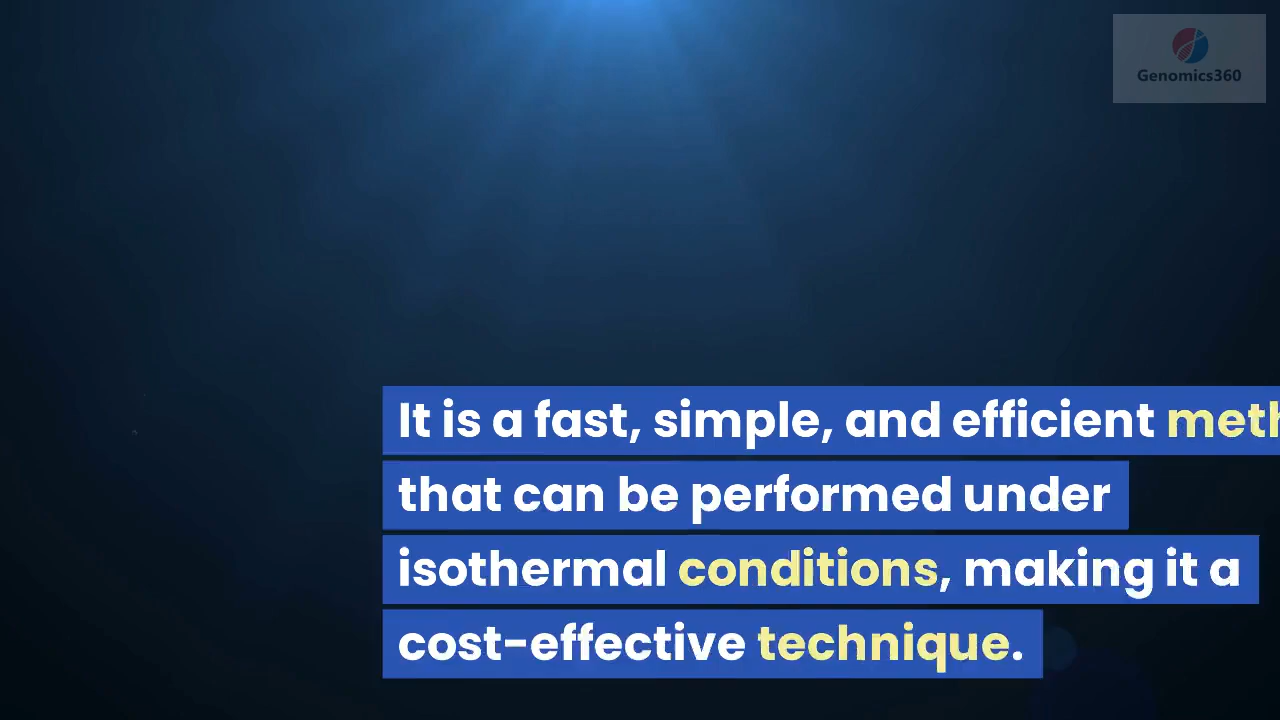 Genomics360
It is a fast, simple, and efficient meth
that can be performed under
isothermal conditions, making it a
cost-effective technique.